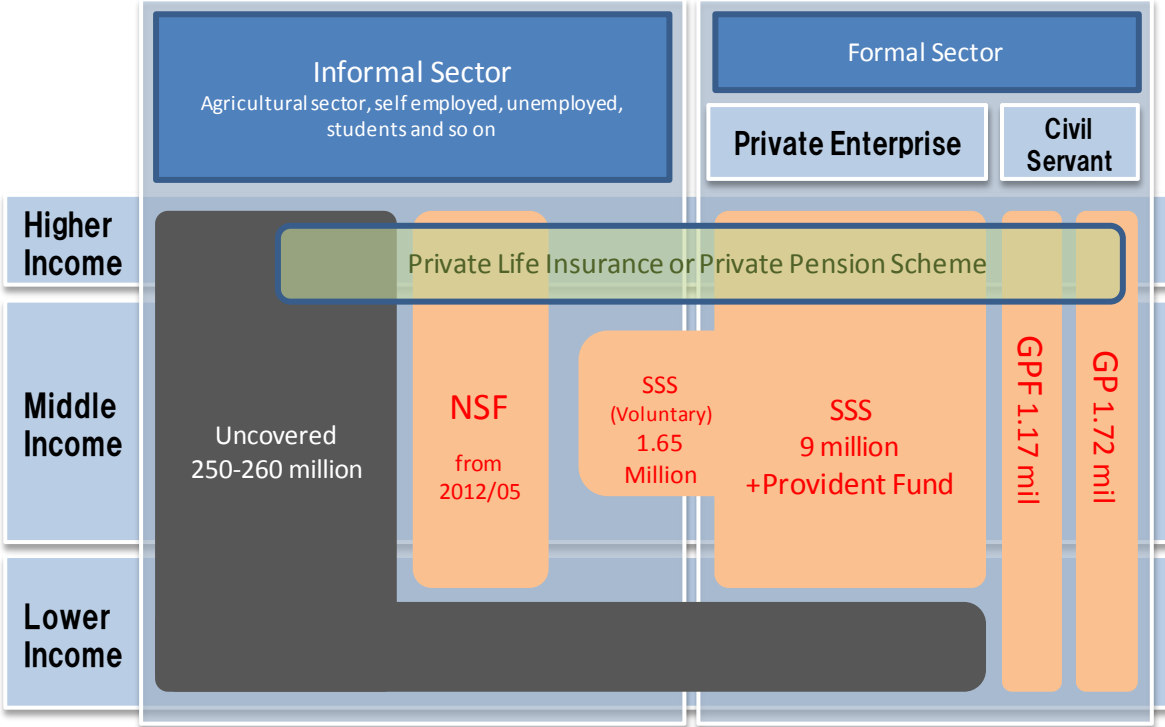 Informal Sector
Agricultural sector, self employed, unemployed,
students and so on
Formal Sector
Private Enterprise
Civil
Servant
Higher
Income
Private Life Insurance or Private Pension Scheme
Middle
Income
Uncovered
250-260 million
NSF
from
2012/05
SSS
(Voluntary)
1.65
Million
SSS
9 million
+Provident Fund
GPF 1.17 mil
GP 1.72 mil
Lower
Income